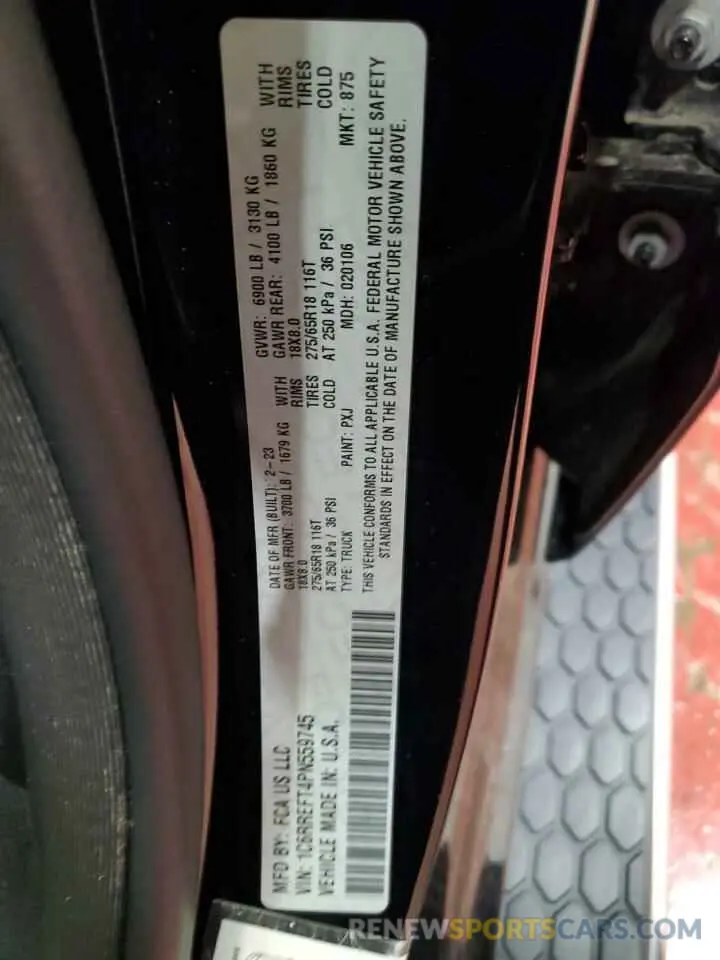 MFD BY: FCA US LLC
VIN: 1C6RREFT4PN559745
VEHICLE MADE IN: U.S.A.
DATE OF MFR (BUILT): 2-23
GAWR FRONT: 3700 LB / 1679 KG WITH
18X8.0 RIMS
275/65R18 116T TIRES
AT 250 kPa / 36 PSI COLD
TYPE: TRUCK PAINT: PXJ
GVWR: 6900 LB / 3130 KG
GAWR REAR: 4100 LB / 1860 KG WITH
18X8.0 RIMS
275/65R18 116T TIRES
AT 250 kPa / 36 PSI COLD
MDH: 020106 MKT: 875
THIS VEHICLE CONFORMS TO ALL APPLICABLE U.S.A. FEDERAL MOTOR VEHICLE SAFETY
STANDARDS IN EFFECT ON THE DATE OF MANUFACTURE SHOWN ABOVE.
RENEWSPORTSCARS.COM